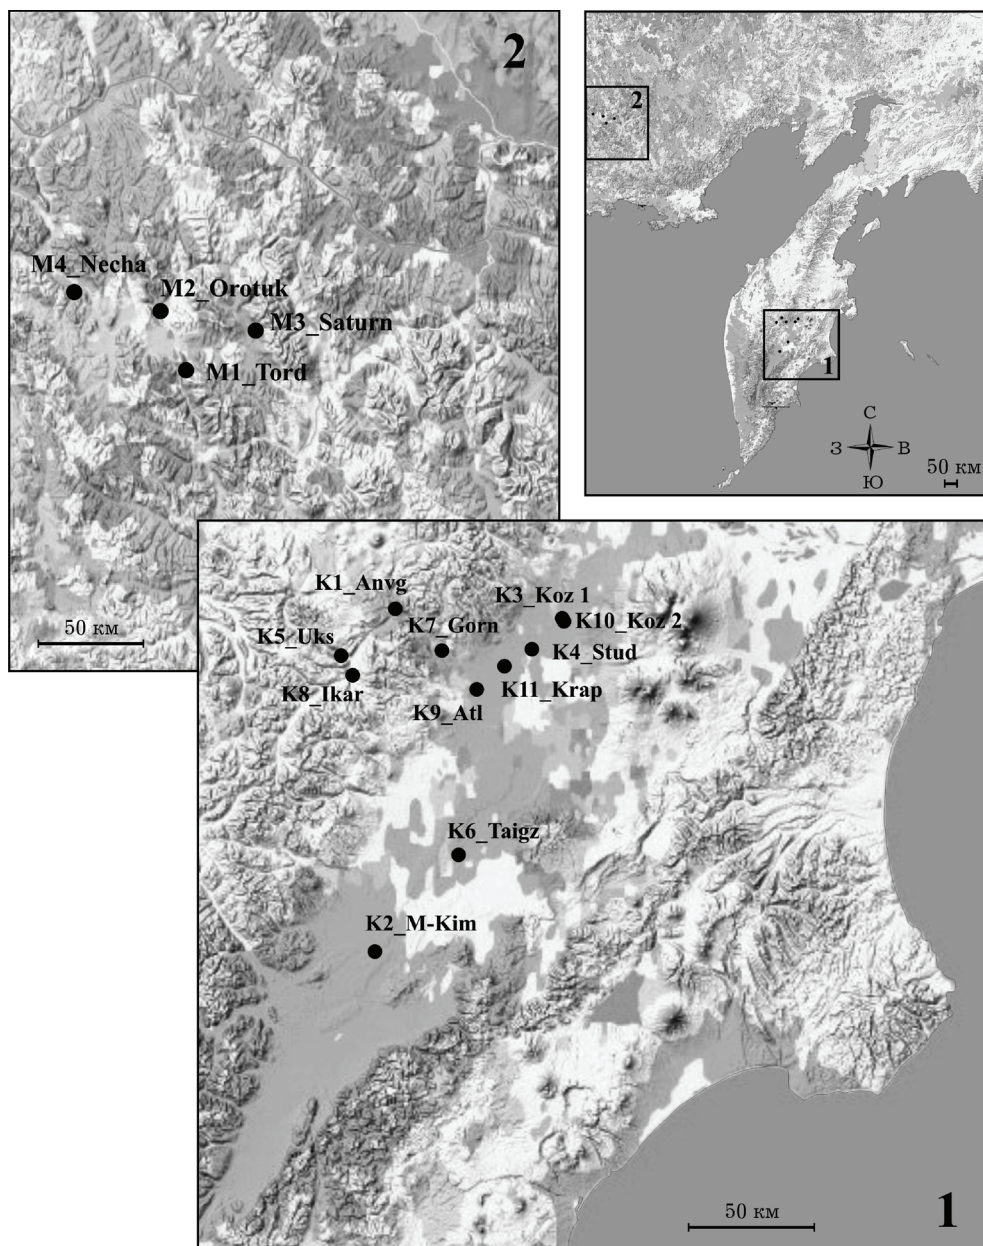 2
M4_Necha
M2_Orotuk
M3_Saturn
M1_Tord
50 км
2
1
С
З В
Ю
50 км
K1_Anvg
K3_Koz 1
K7_Gorn
K10_Koz 2
K5_Uks
K4_Stud
K8_Ikar
K11_Krap
K9_Atl
K6_Taigz
K2_M-Kim
50 км
1